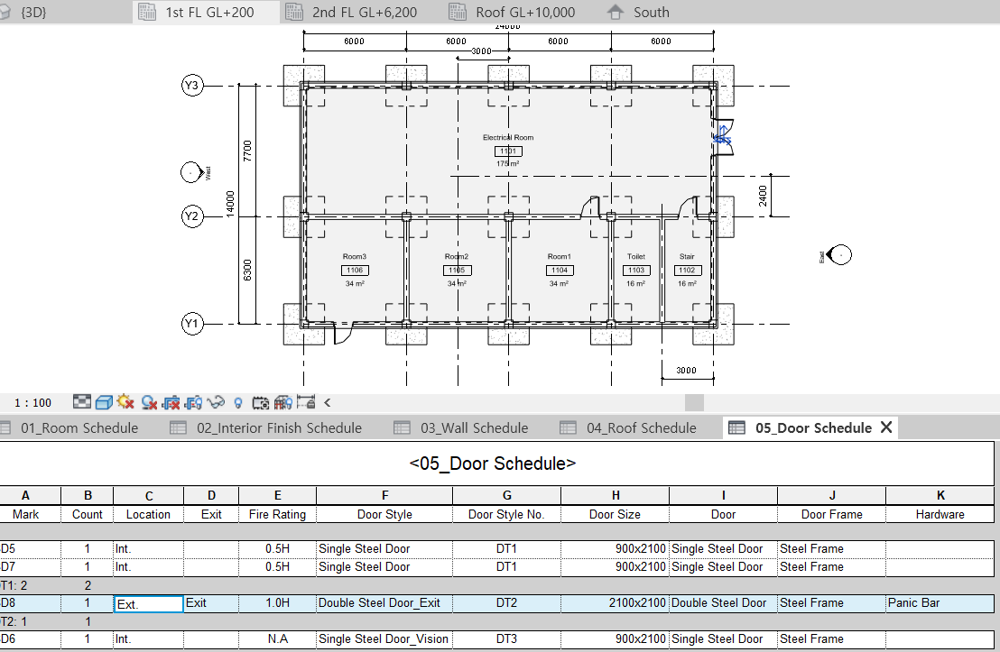 {3D} 1st FL GL+200 2nd FL GL+6,200 Roof GL+10,000 South
24000
6000 6000 6000 6000
3000
Y3
7700
Electrical Room
1101
175 m²
West
14000
2400
Y2
6300
East
Room3 Room2 Room1 Toilet Stair
1106 1105 1104 1103 1102
34 m² 34 m² 34 m² 16 m² 16 m²
Y1
3000
1 : 100 <
01_Room Schedule 02_Interior Finish Schedule 03_Wall Schedule 04_Roof Schedule 05_Door Schedule
<05_Door Schedule>
A B C D E F G H I J K
Mark Count Location Exit Fire Rating Door Style Door Style No. Door Size Door Door Frame Hardware
D5 1 Int. 0.5H Single Steel Door DT1 900x2100 Single Steel Door Steel Frame
D7 1 Int. 0.5H Single Steel Door DT1 900x2100 Single Steel Door Steel Frame
T1: 2 2
D8 1 Ext. Exit 1.0H Double Steel Door_Exit DT2 2100x2100 Double Steel Door Steel Frame Panic Bar
T2: 1 1
D6 1 Int. N.A Single Steel Door_Vision DT3 900x2100 Single Steel Door Steel Frame